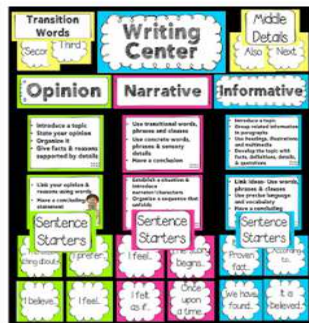 Transition
Words
Third
Writing
Center
Middle
Details
Also
Next
Opinion
Narrative
Informative
Introduce a topic
State your opinion
Organize it
Give facts & reasons
supported by details
Use transitional words,
phrases and clauses
Use concrete words,
phrases & sensory
details
Have a conclusion
Introduce a topic
Group related information
in paragraphs
Use headings, illustrations
and multimedia
Develop the topic with
facts, definitions, details,
& quotations
Link your opinion &
reasons using words
Have a concluding
statement
Establish a situation &
introduce
narrator/characters
Organize a sequence that
unfolds
Link ideas- Use words,
phrases & clauses
Use precise language
and vocabulary
Have a concluding
Sentence
Starters
Sentence
Starters
Sentence
Starters
I prefer...
I feel...
begins...
Proven
fact...
I believe...
I feel...
I felt
as if...
Once
upon
a time...
We have
found...
It is
believed...